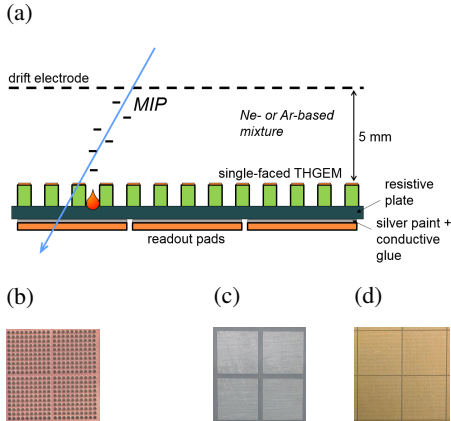 (a)
drift electrode
MIP
Ne- or Ar-based
mixture
5 mm
single-faced THGEM
resistive
plate
silver paint +
conductive
glue
readout pads
(b)
(c)
(d)